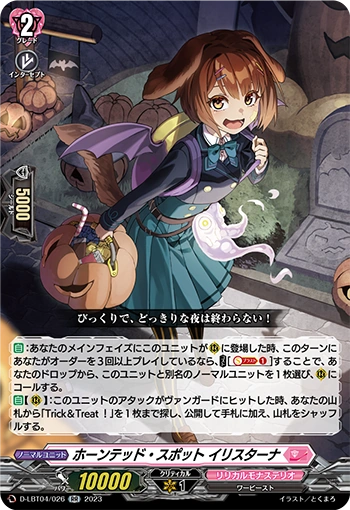 2
グレード
インターセプト
5000
シールド
びっくりで、どっきりな夜は終わらない!
自:あなたのメインフェイズにこのユニットがRに登場した時、このターンに
あなたがオーダーを3回以上プレイしているなら、【カウンターブラスト1】することで、あ
なたのドロップから、このユニットと別名のノーマルユニットを1枚選び、Rに
コールする。
自【R】:このユニットのアタックがヴァンガードにヒットした時、あなたの山
札から「Trick&Treat!」を1枚まで探し、公開して手札に加え、山札をシャッフ
ルする。
ノーマルユニット
ホーンテッド・スポット イリスターナ
パワー
10000
クリティカル
1
リリカルモナステリオ
ワービースト
D-LBT04/026 RR 2023
イラスト/とくまろ